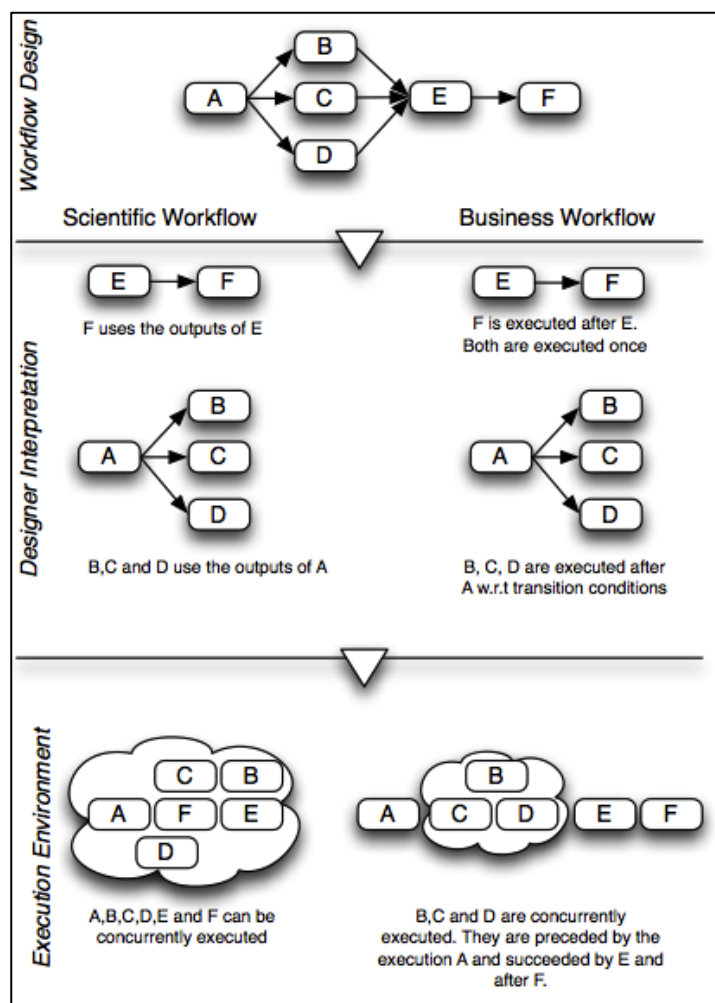 Workflow Design
B
A
C
E
F
D
Scientific Workflow
Business Workflow
Designer Interpretation
E
F
F uses the outputs of E
E
F
F is executed after E.
Both are executed once
B
A
C
D
B,C and D use the outputs of A
B
A
C
D
B, C, D are executed after
A w.r.t transition conditions
Execution Environment
C
B
A
F
E
D
A,B,C,D,E and F can be
concurrently executed
B
A
C
D
E
F
B,C and D are concurrently
executed. They are preceded by the
execution A and succeeded by E and
after F.